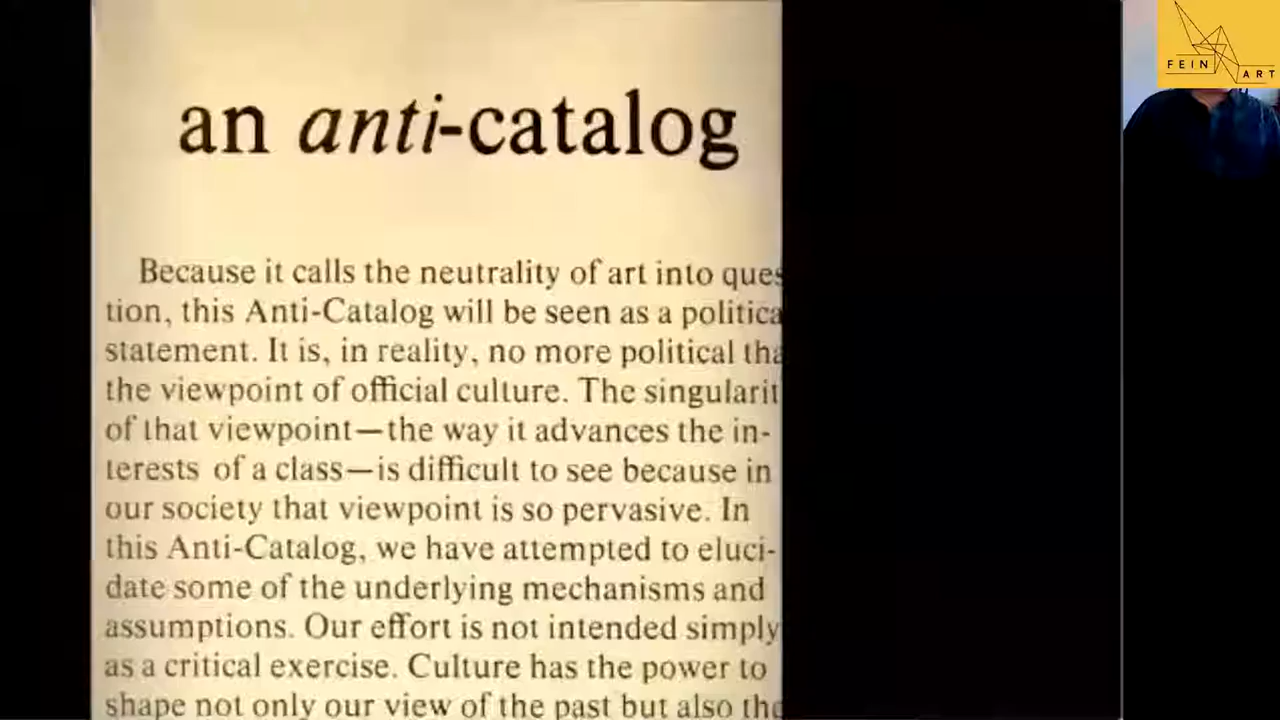 an anti-catalog
Because it calls the neutrality of art into ques
tion, this Anti-Catalog will be seen as a politica
statement. It is, in reality, no more political tha
the viewpoint of official culture. The singularit
of that viewpoint—the way it advances the in-
terests of a class—is difficult to see because in
our society that viewpoint is so pervasive. In
this Anti-Catalog, we have attempted to eluci-
date some of the underlying mechanisms and
assumptions. Our effort is not intended simply
as a critical exercise. Culture has the power to
shape not only our view of the past but also the
FEIN
ART